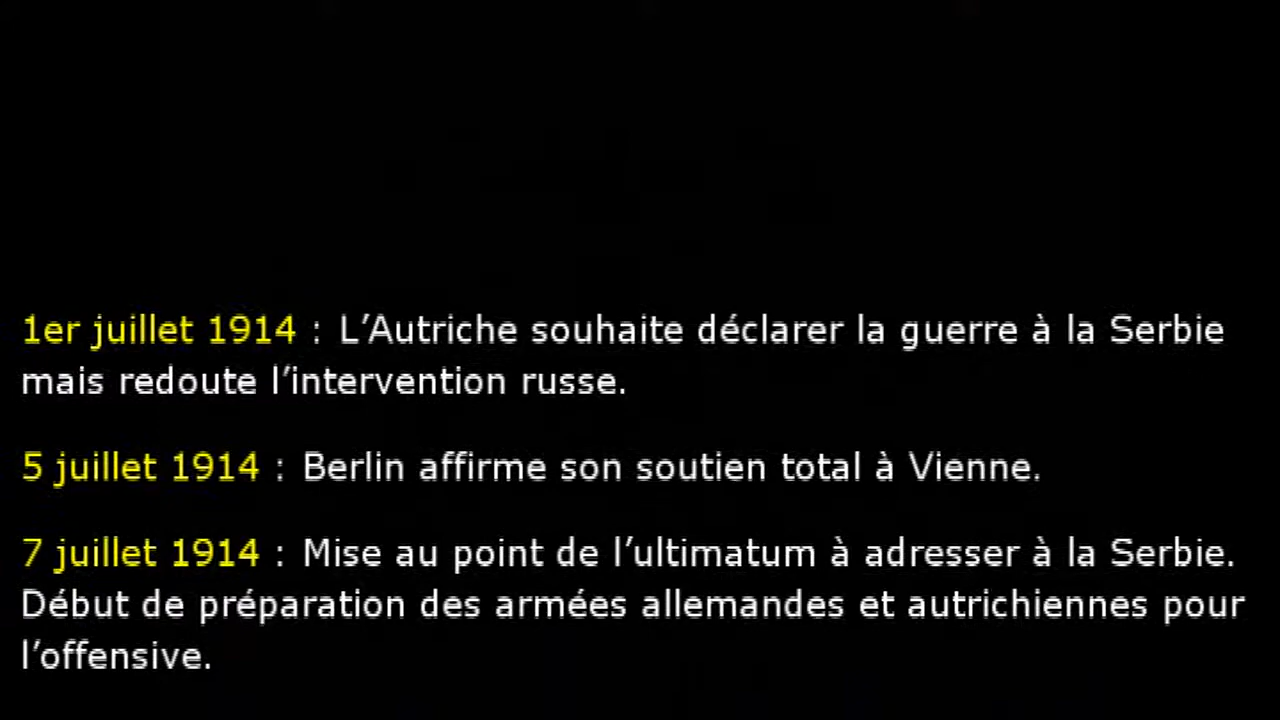 1er juillet 1914 : L’Autriche souhaite déclarer la guerre à la Serbie
mais redoute l’intervention russe.
5 juillet 1914 : Berlin affirme son soutien total à Vienne.
7 juillet 1914 : Mise au point de l’ultimatum à adresser à la Serbie.
Début de préparation des armées allemandes et autrichiennes pour
l’offensive.